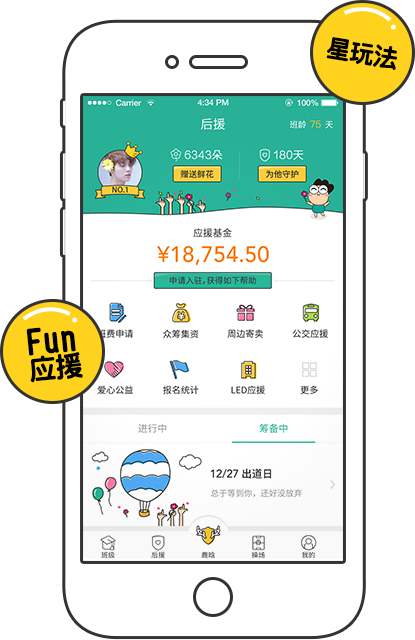 星玩法
Carrier 4:34 PM 100%
后援
班龄 75 天
6343朵 180天
赠送鲜花 为他守护
NO.1
应援基金
¥18,754.50
申请入驻,获得如下帮助
班费申请 众筹集资 周边寄卖 公交应援
Fun
应援
爱心公益 报名统计 LED应援 更多
进行中 筹备中
12/27 出道日
总于等到你，还好没放弃
班级 后援 鹿晗 操场 我的